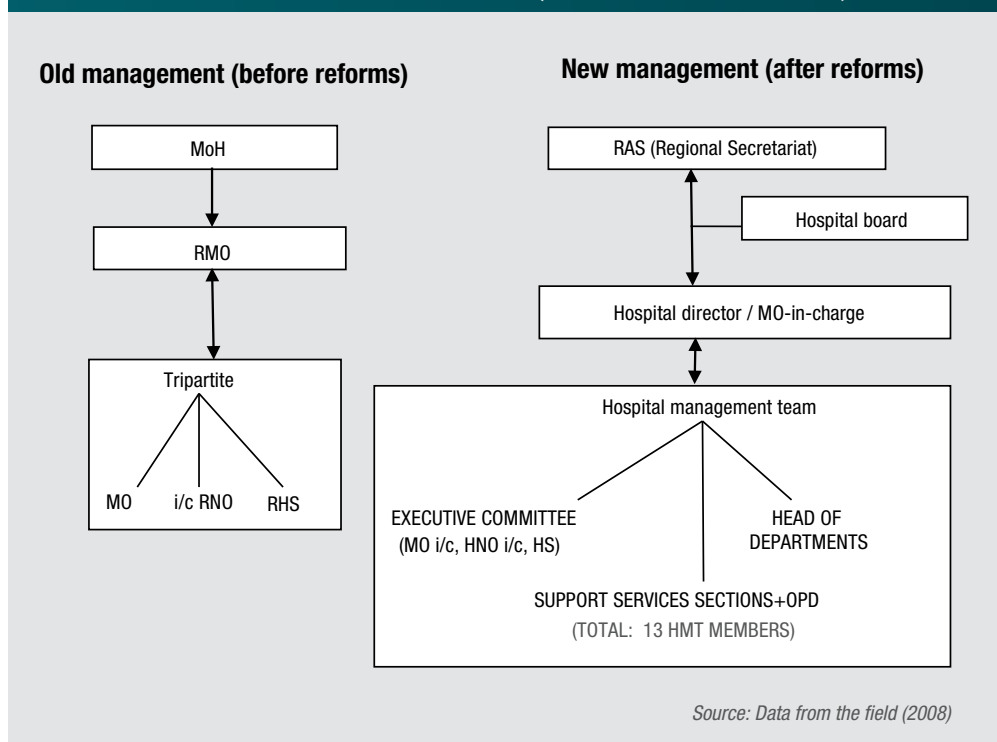 Old management (before reforms)
MoH
RMO
Tripartite
MO
i/c RNO
RHS
New management (after reforms)
RAS (Regional Secretariat)
Hospital board
Hospital director / MO-in-charge
Hospital management team
EXECUTIVE COMMITTEE
(MO i/c, HNO i/c, HS)
HEAD OF
DEPARTMENTS
SUPPORT SERVICES SECTIONS+OPD
(TOTAL: 13 HMT MEMBERS)
Source: Data from the field (2008)